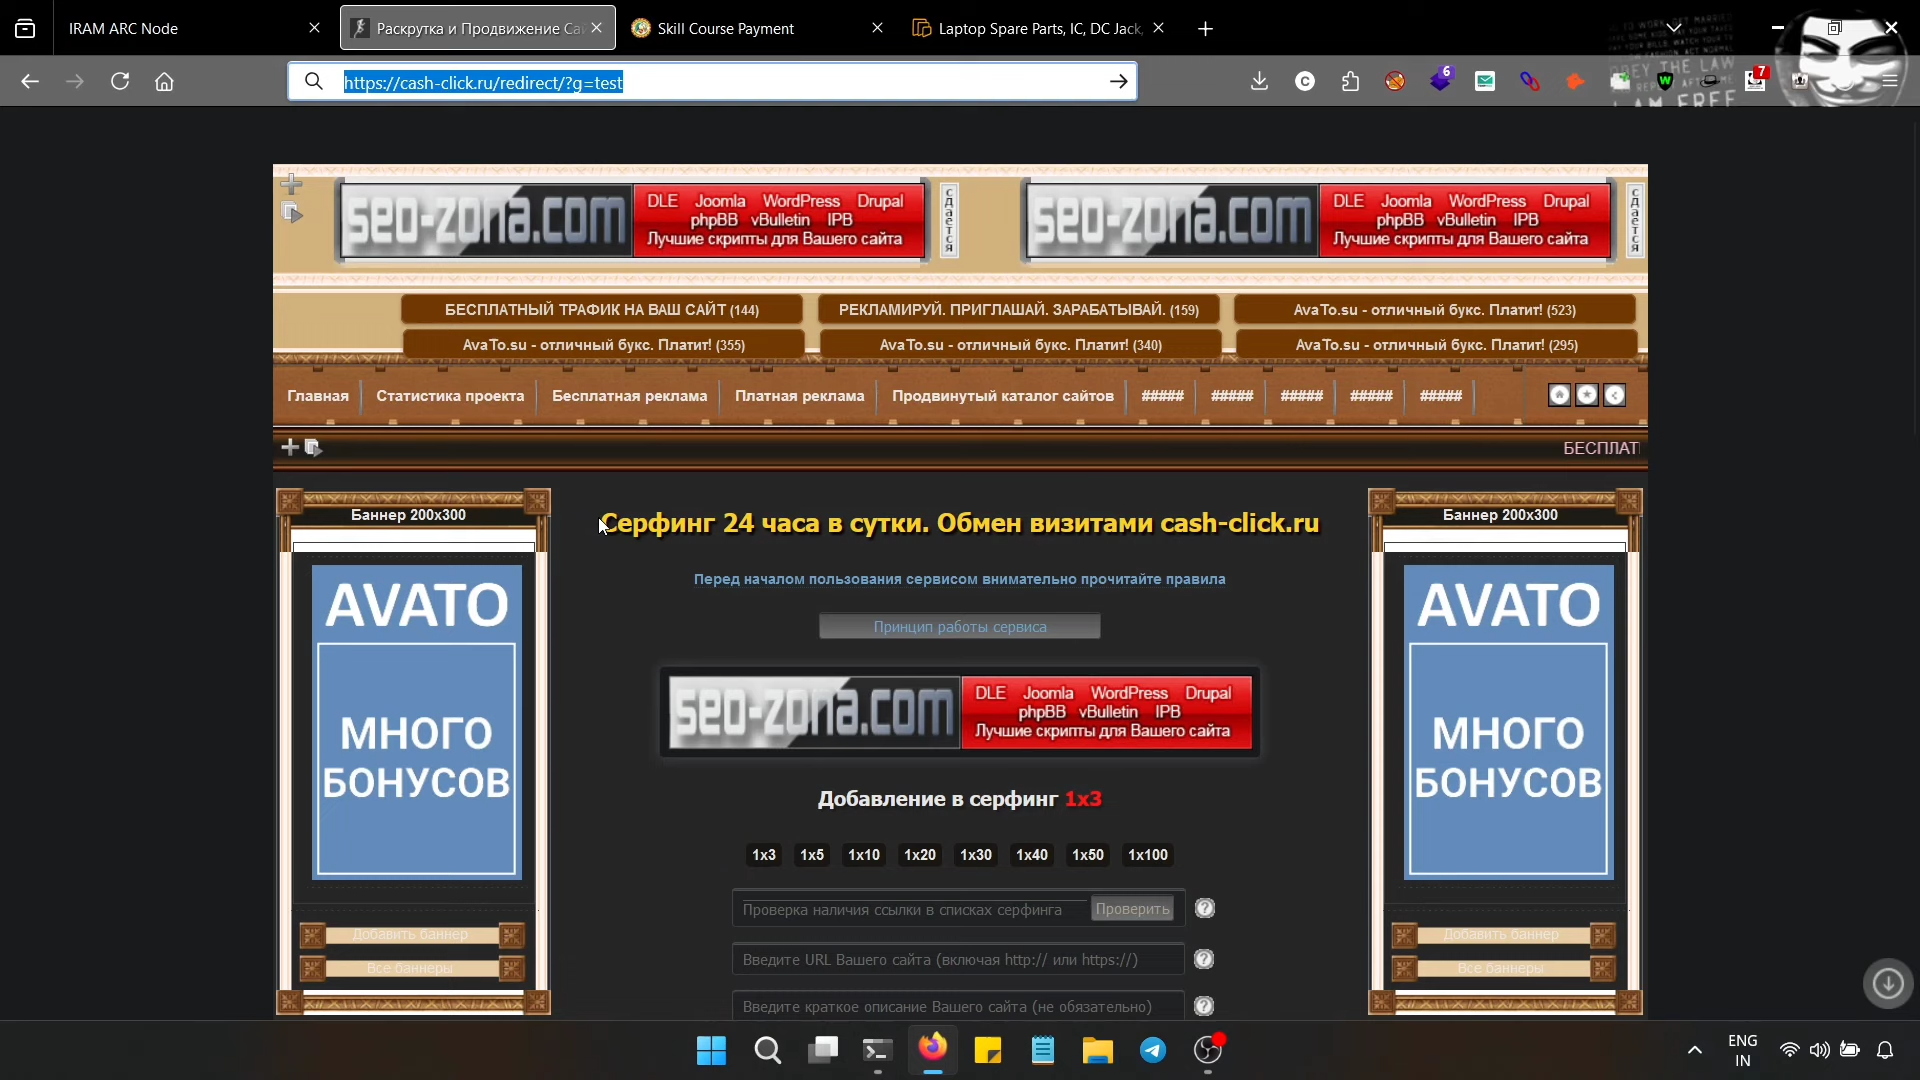 IRAM ARC Node
Раскрутка и Продвижение Са
Skill Course Payment
Laptop Spare Parts, IC, DC Jack,
https://cash-click.ru/redirect/?g=test
6
7
seo-zona.com
DLE Joomla WordPress Drupal
phpBB vBulletin IPB
Лучшие скрипты для Вашего сайта
сдается
seo-zona.com
DLE Joomla WordPress Drupal
phpBB vBulletin IPB
Лучшие скрипты для Вашего сайта
сдается
БЕСПЛАТНЫЙ ТРАФИК НА ВАШ САЙТ (144)
РЕКЛАМИРУЙ. ПРИГЛАШАЙ. ЗАРАБАТЫВАЙ. (159)
AvaTo.su - отличный букс. Платит! (523)
AvaTo.su - отличный букс. Платит! (355)
AvaTo.su - отличный букс. Платит! (340)
AvaTo.su - отличный букс. Платит! (295)
Главная
Статистика проекта
Бесплатная реклама
Платная реклама
Продвинутый каталог сайтов
#####
#####
#####
#####
#####
БЕСПЛАТ
Баннер 200x300
AVATO
МНОГО
БОНУСОВ
Добавить баннер
Все баннеры
Серфинг 24 часа в сутки. Обмен визитами cash-click.ru
Перед началом пользования сервисом внимательно прочитайте правила
Принцип работы сервиса
seo-zona.com
DLE Joomla WordPress Drupal
phpBB vBulletin IPB
Лучшие скрипты для Вашего сайта
Добавление в серфинг 1x3
1x3
1x5
1x10
1x20
1x30
1x40
1x50
1x100
Проверка наличия ссылки в списках серфинга
Проверить
Введите URL Вашего сайта (включая http:// или https://)
Введите краткое описание Вашего сайта (не обязательно)
Баннер 200x300
AVATO
МНОГО
БОНУСОВ
Добавить баннер
Все баннеры
ENG
IN